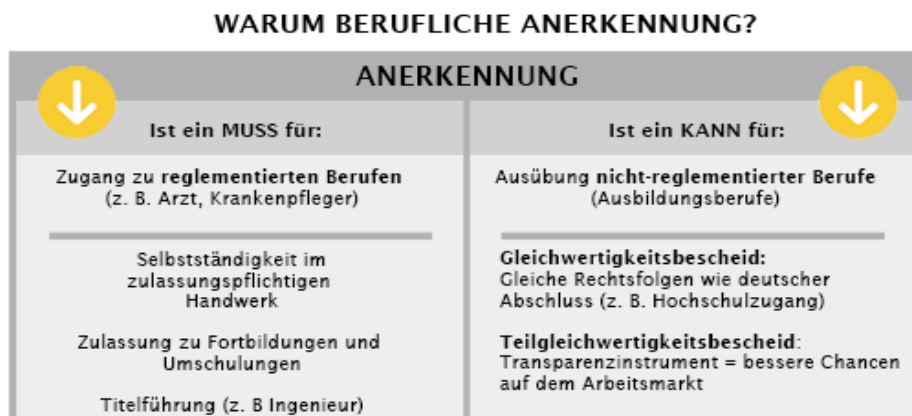 WARUM BERUFLICHE ANERKENNUNG?
ANERKENNUNG
Ist ein MUSS für:
Zugang zu reglementierten Berufen
(z. B. Arzt, Krankenpfleger)
Selbstständigkeit im
zulassungspflichtigen
Handwerk
Zulassung zu Fortbildungen und
Umschulungen
Titelführung (z. B Ingenieur)
Ist ein KANN für:
Ausübung nicht-reglementierter Berufe
(Ausbildungsberufe)
Gleichwertigkeitsbescheid:
Gleiche Rechtsfolgen wie deutscher
Abschluss (z. B. Hochschulzugang)
Teilgleichwertigkeitsbescheid:
Transparenzinstrument = bessere Chancen
auf dem Arbeitsmarkt